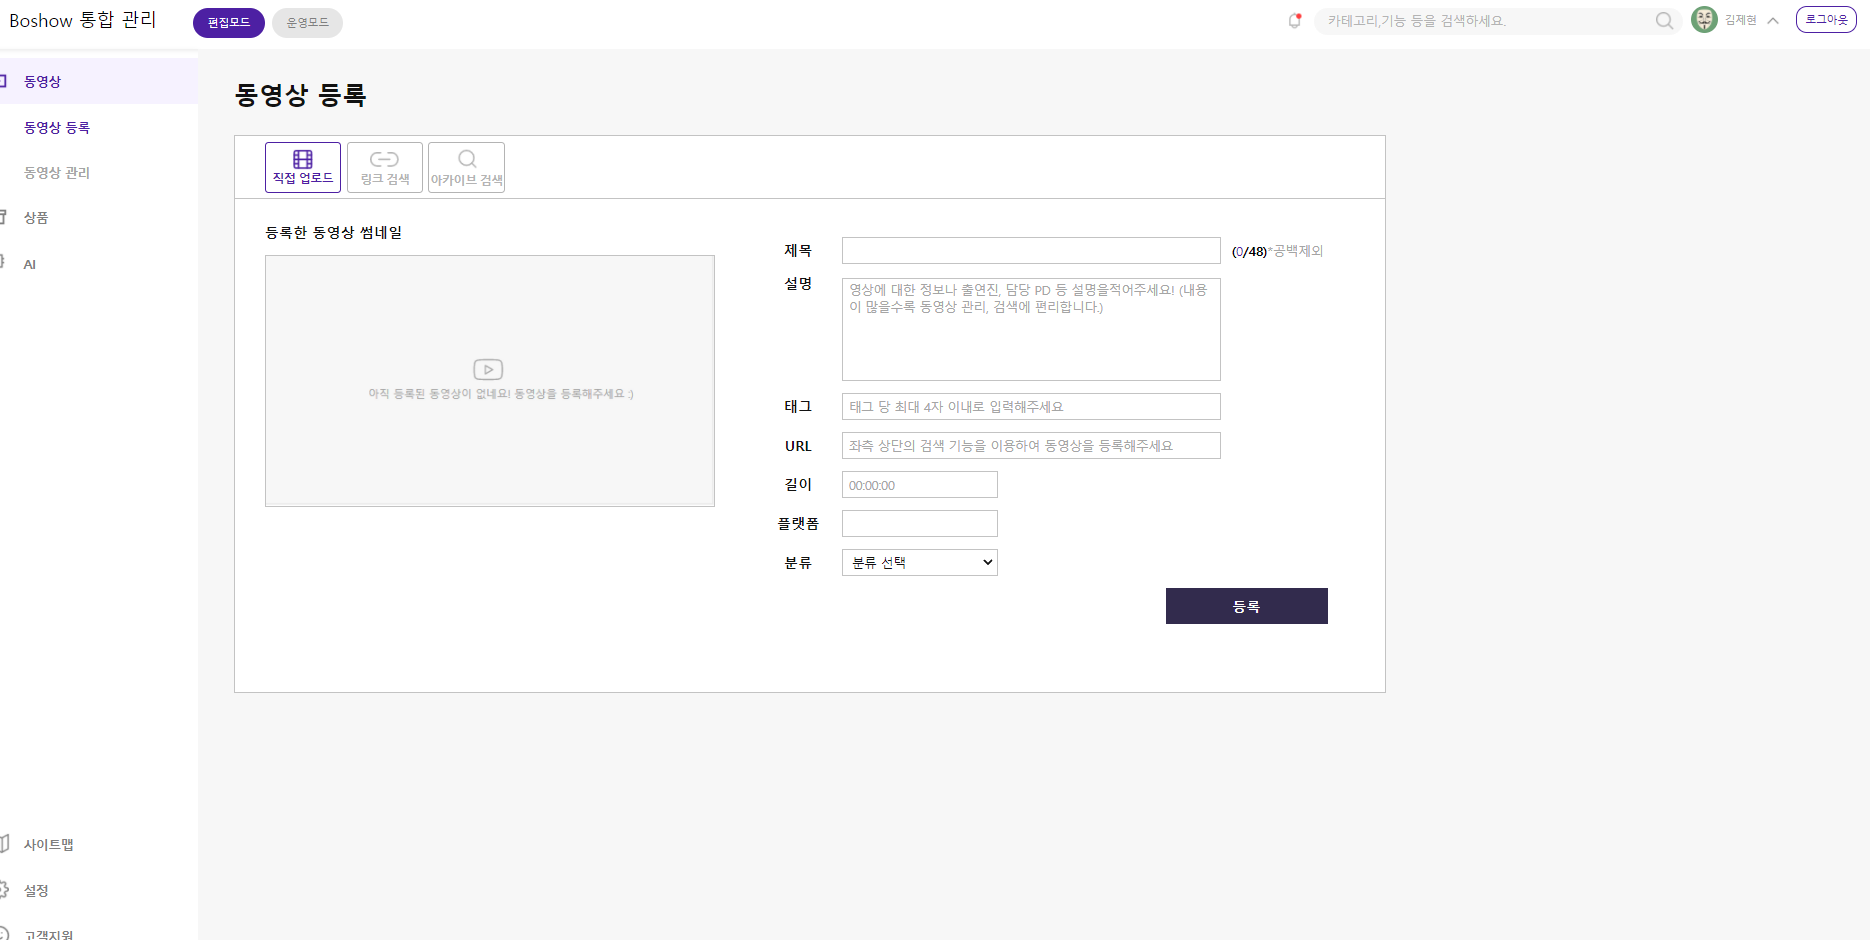 Boshow 통합 관리
편집모드
운영모드
카테고리,기능 등을 검색하세요.
김제현
로그아웃
동영상
동영상 등록
동영상 관리
상품
AI
사이트맵
설정
고객지원
동영상 등록
직접 업로드
링크 검색
아카이브 검색
등록한 동영상 썸네일
아직 등록된 동영상이 없네요! 동영상을 등록해주세요 :)
제목
(0/48)*공백제외
설명
영상에 대한 정보나 출연진, 담당 PD 등 설명을적어주세요! (내용
이 많을수록 동영상 관리, 검색에 편리합니다.)
태그
태그 당 최대 4자 이내로 입력해주세요
URL
좌측 상단의 검색 기능을 이용하여 동영상을 등록해주세요
길이
00:00:00
플랫폼
분류
분류 선택
등록